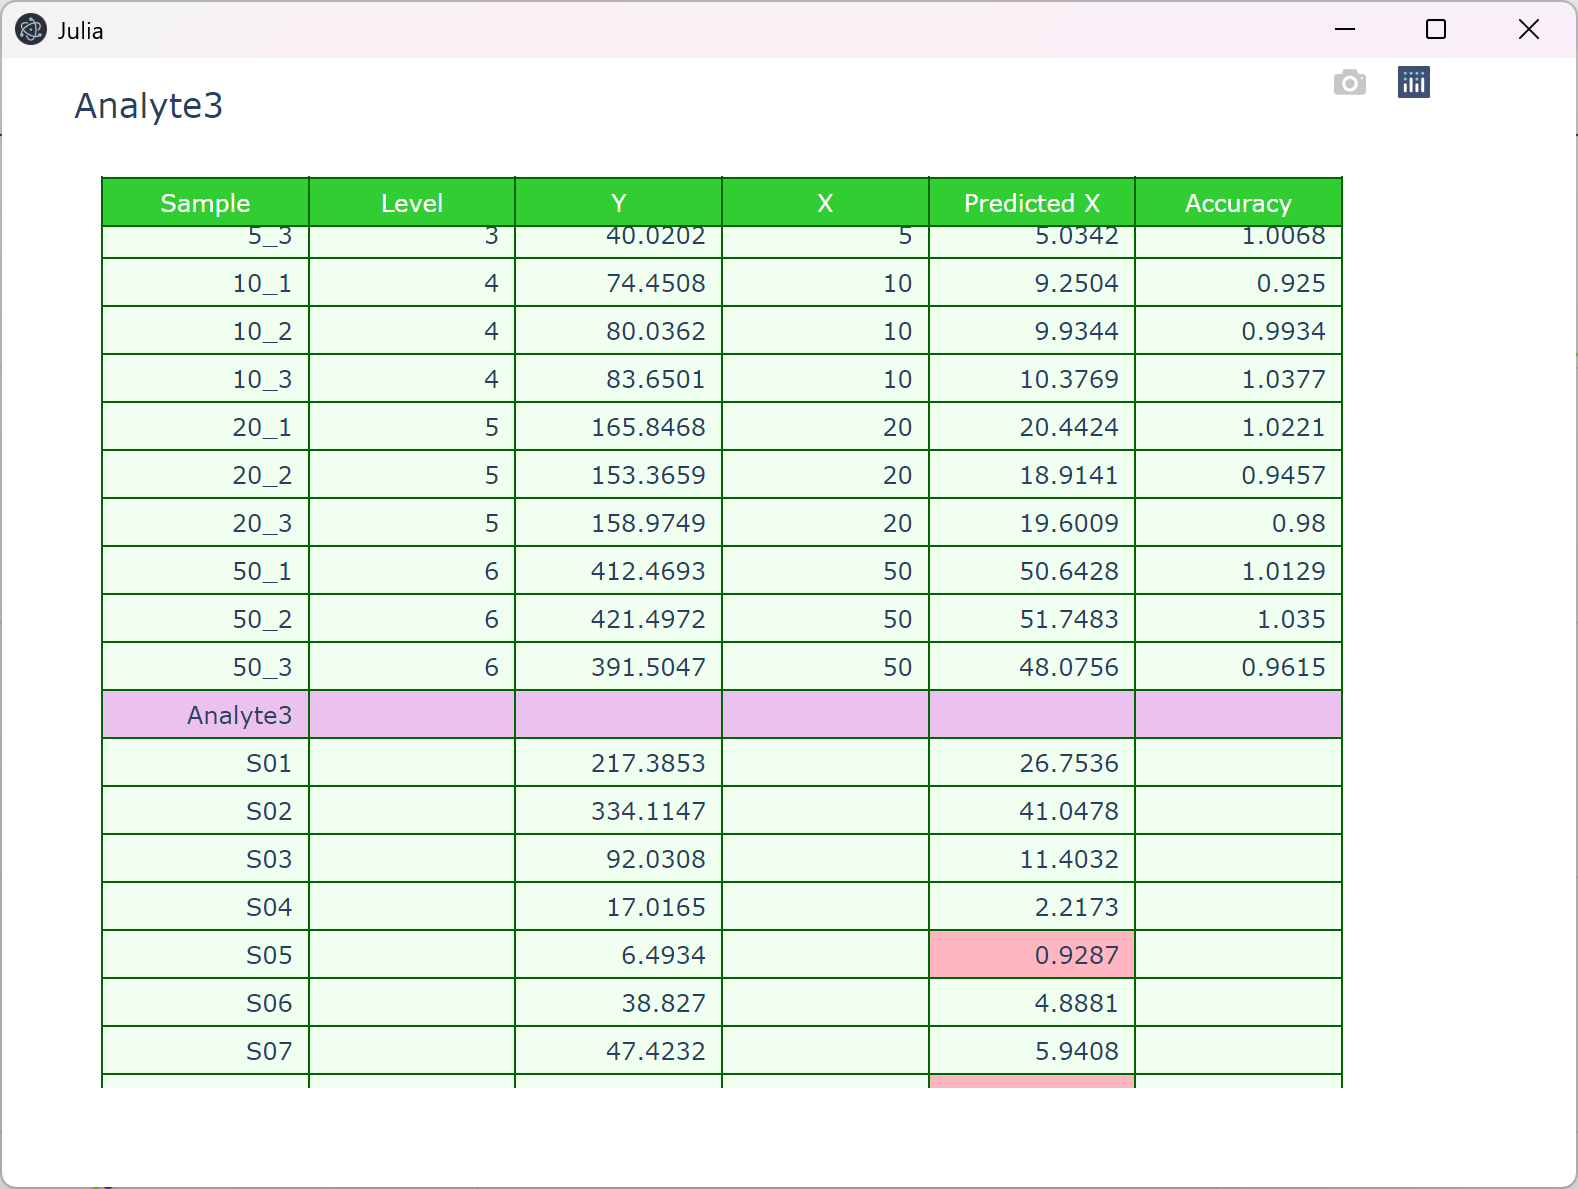 Julia
Analyte3
Sample Level Y X Predicted X Accuracy
5_3 3 40.0202 5 5.0342 1.0068
10_1 4 74.4508 10 9.2504 0.925
10_2 4 80.0362 10 9.9344 0.9934
10_3 4 83.6501 10 10.3769 1.0377
20_1 5 165.8468 20 20.4424 1.0221
20_2 5 153.3659 20 18.9141 0.9457
20_3 5 158.9749 20 19.6009 0.98
50_1 6 412.4693 50 50.6428 1.0129
50_2 6 421.4972 50 51.7483 1.035
50_3 6 391.5047 50 48.0756 0.9615
Analyte3
S01 217.3853 26.7536
S02 334.1147 41.0478
S03 92.0308 11.4032
S04 17.0165 2.2173
S05 6.4934 0.9287
S06 38.827 4.8881
S07 47.4232 5.9408